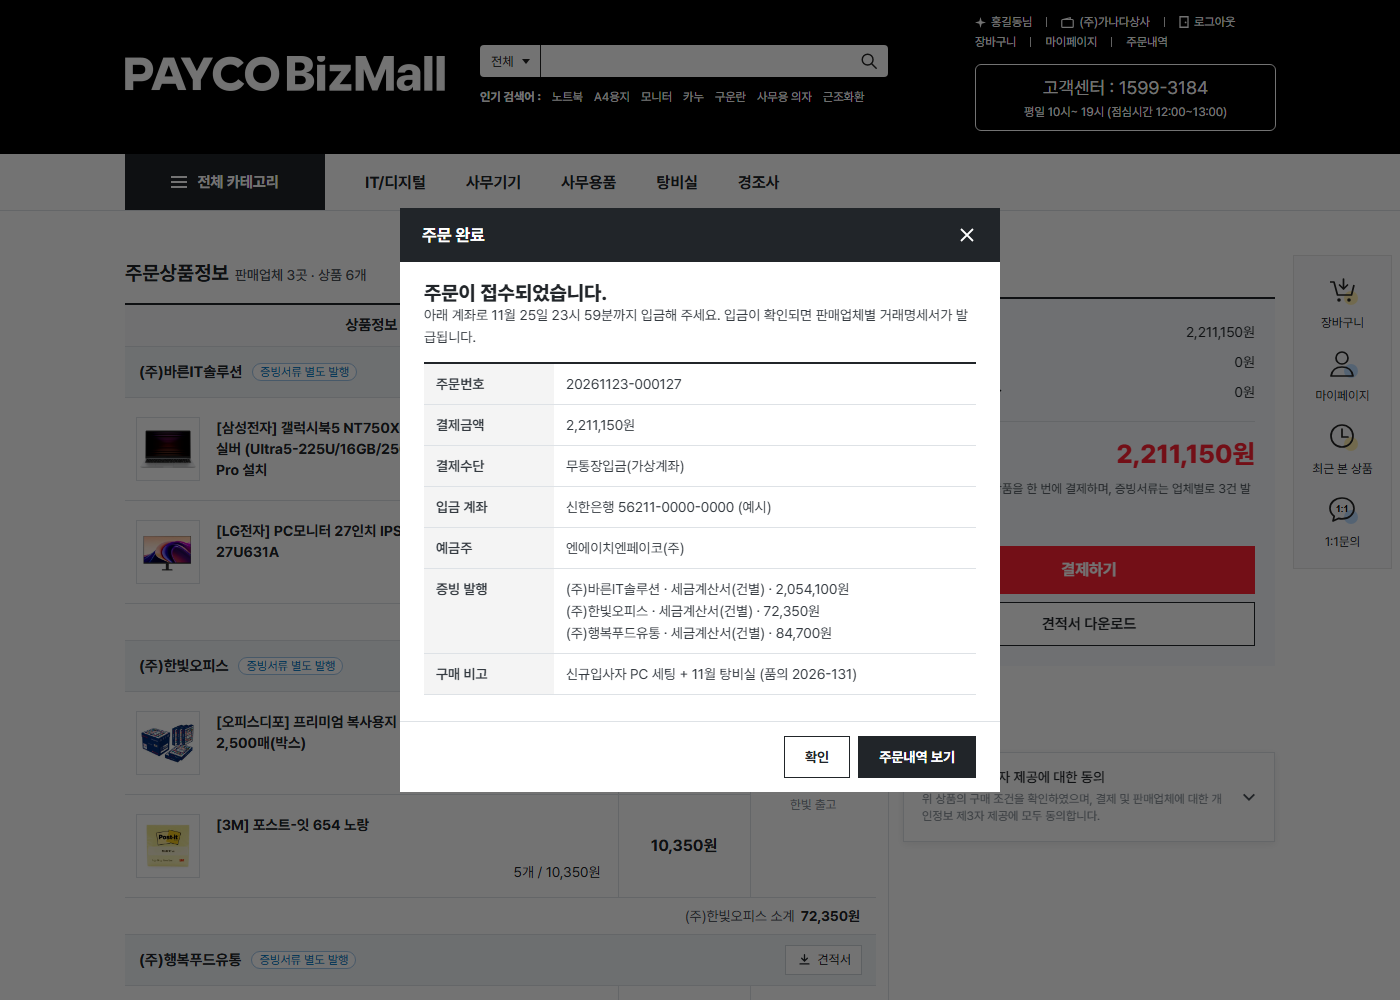 홍길동님 | (주)가나다상사 | 로그아웃
장바구니 | 마이페이지 | 주문내역
PAYCO BizMall
전체
인기 검색어 : 노트북 A4용지 모니터 카누 구운란 사무용 의자 근조화환
고객센터 : 1599-3184
평일 10시~ 19시 (점심시간 12:00~13:00)
전체 카테고리
IT/디지털 사무기기 사무용품 탕비실 경조사
주문상품정보 판매업체 3곳 · 상품 6개
상품정보
(주)바른IT솔루션 증빙서류 별도 발행
[삼성전자] 갤럭시북5 NT750X
실버 (Ultra5-225U/16GB/25
Pro 설치
[LG전자] PC모니터 27인치 IPS
27U631A
(주)한빛오피스 증빙서류 별도 발행
[오피스디포] 프리미엄 복사용지
2,500매(박스)
한빛 출고
[3M] 포스트-잇 654 노랑
Post-it
5개 / 10,350원
10,350원
(주)한빛오피스 소계 72,350원
(주)행복푸드유통 증빙서류 별도 발행
견적서
주문 완료
주문이 접수되었습니다.
아래 계좌로 11월 25일 23시 59분까지 입금해 주세요. 입금이 확인되면 판매업체별 거래명세서가 발
급됩니다.
주문번호 20261123-000127
결제금액 2,211,150원
결제수단 무통장입금(가상계좌)
입금 계좌 신한은행 56211-0000-0000 (예시)
예금주 엔에이치엔페이코(주)
증빙 발행 (주)바른IT솔루션 · 세금계산서(건별) · 2,054,100원
(주)한빛오피스 · 세금계산서(건별) · 72,350원
(주)행복푸드유통 · 세금계산서(건별) · 84,700원
구매 비고 신규입사자 PC 세팅 + 11월 탕비실 (품의 2026-131)
확인
주문내역 보기
2,211,150원
0원
0원
2,211,150원
품을 한 번에 결제하며, 증빙서류는 업체별로 3건 발
결제하기
견적서 다운로드
자 제공에 대한 동의
위 상품의 구매 조건을 확인하였으며, 결제 및 판매업체에 대한 개
인정보 제3자 제공에 모두 동의합니다.
장바구니
마이페이지
최근 본 상품
1:1
1:1문의